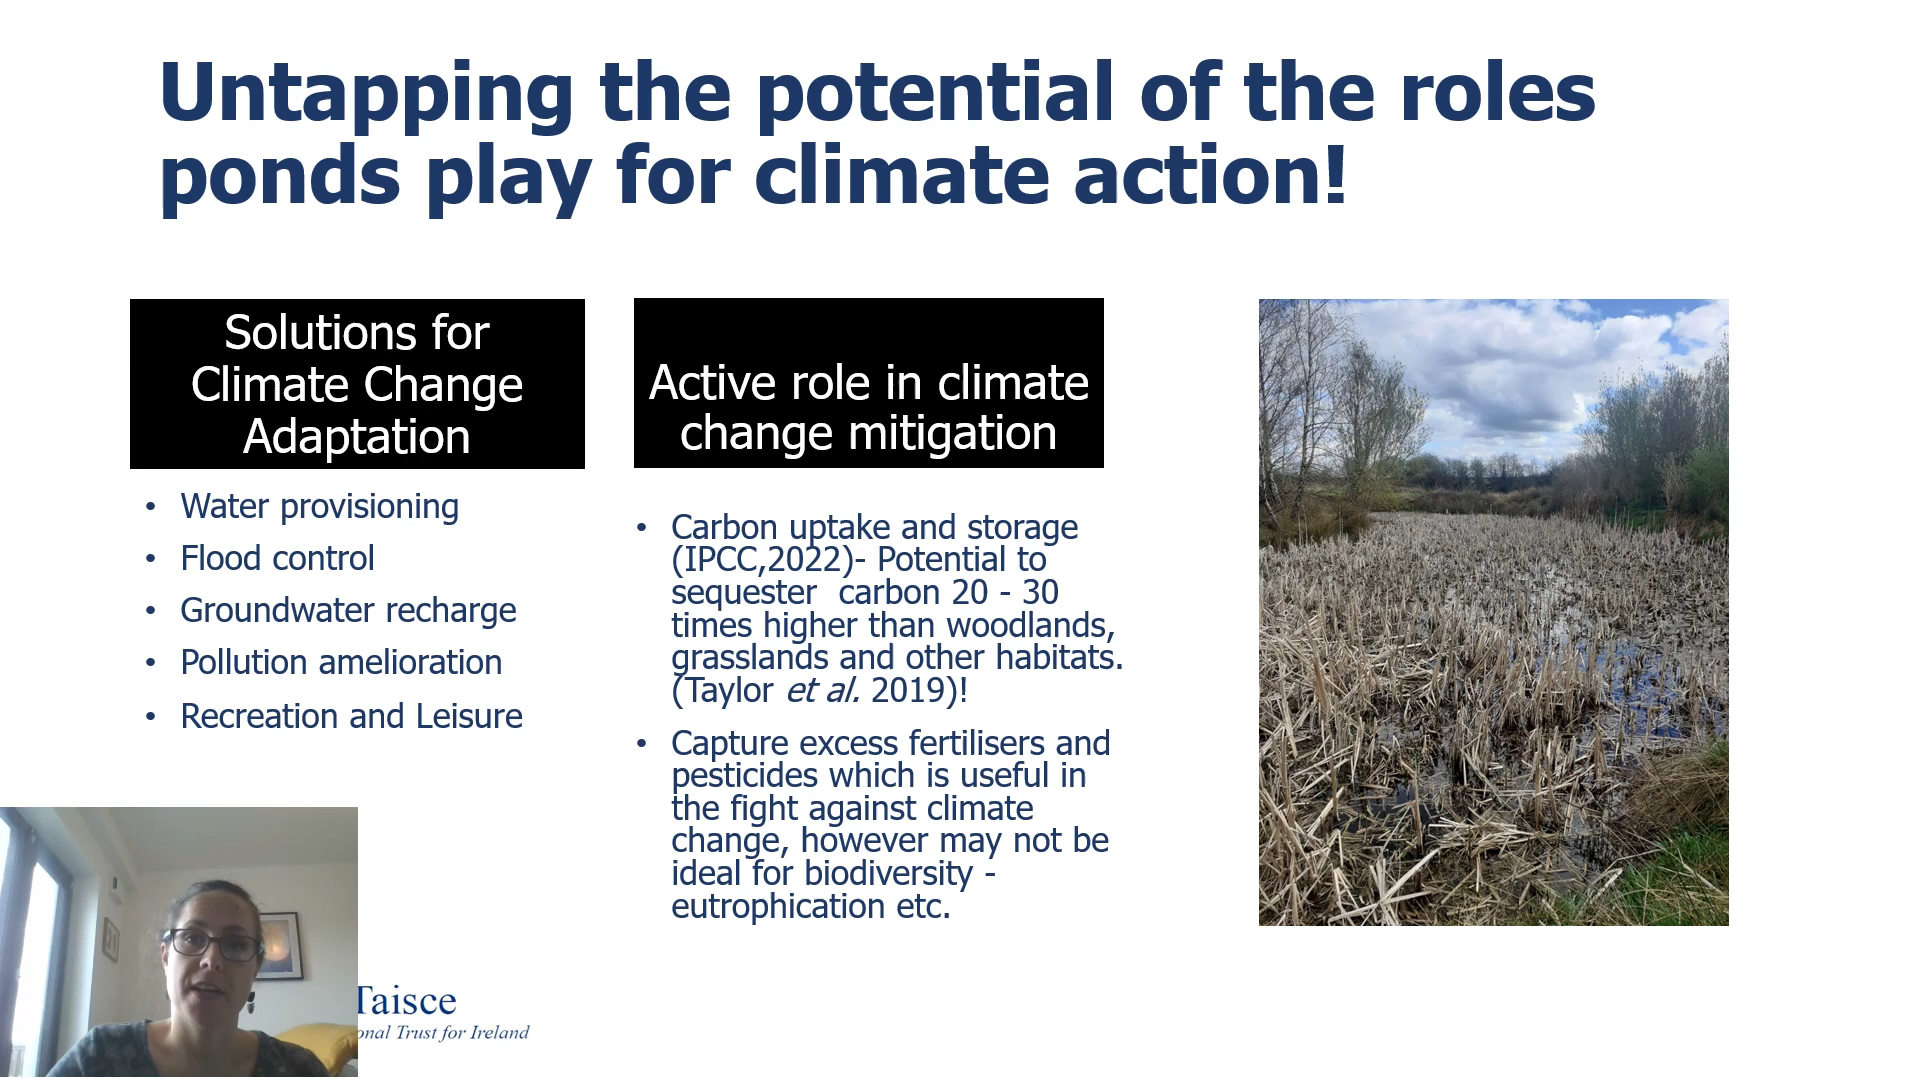 Untapping the potential of the roles
ponds play for climate action!
Solutions for
Climate Change
Adaptation
• Water provisioning
• Flood control
• Groundwater recharge
• Pollution amelioration
• Recreation and Leisure
Active role in climate
change mitigation
• Carbon uptake and storage
(IPCC,2022)- Potential to
sequester  carbon 20 - 30
times higher than woodlands,
grasslands and other habitats.
(Taylor et al. 2019)!
• Capture excess fertilisers and
pesticides which is useful in
the fight against climate
change, however may not be
ideal for biodiversity -
eutrophication etc.
Taisce
onal Trust for Ireland